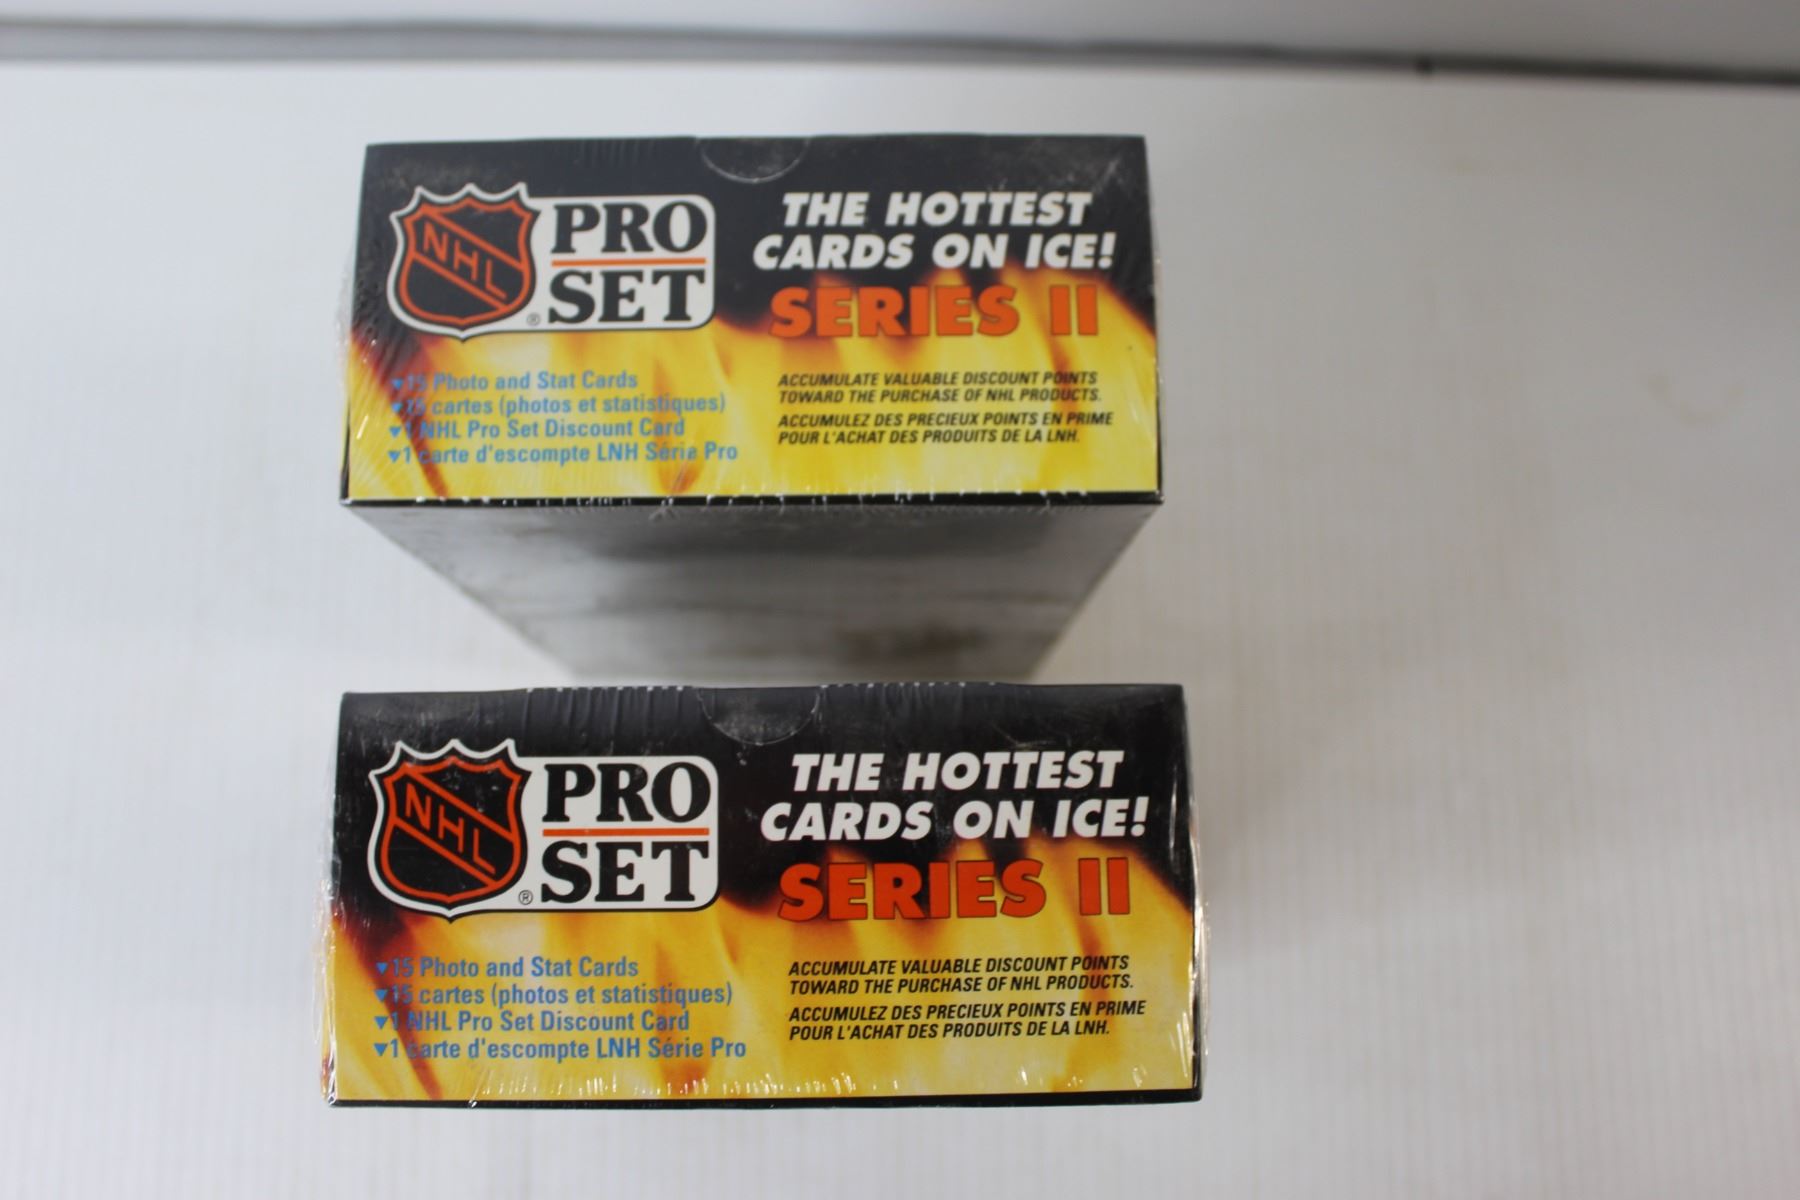 NHL
PRO
SET
®
THE HOTTEST
CARDS ON ICE!
SERIES II
▼15 Photo and Stat Cards
▼15 cartes (photos et statistiques)
▼1 NHL Pro Set Discount Card
▼1 carte d'escompte LNH Série Pro
ACCUMULATE VALUABLE DISCOUNT POINTS
TOWARD THE PURCHASE OF NHL PRODUCTS.
ACCUMULEZ DES PRECIEUX POINTS EN PRIME
POUR L'ACHAT DES PRODUITS DE LA LNH.
NHL
PRO
SET
®
THE HOTTEST
CARDS ON ICE!
SERIES II
▼15 Photo and Stat Cards
▼15 cartes (photos et statistiques)
▼1 NHL Pro Set Discount Card
▼1 carte d'escompte LNH Série Pro
ACCUMULATE VALUABLE DISCOUNT POINTS
TOWARD THE PURCHASE OF NHL PRODUCTS.
ACCUMULEZ DES PRECIEUX POINTS EN PRIME
POUR L'ACHAT DES PRODUITS DE LA LNH.